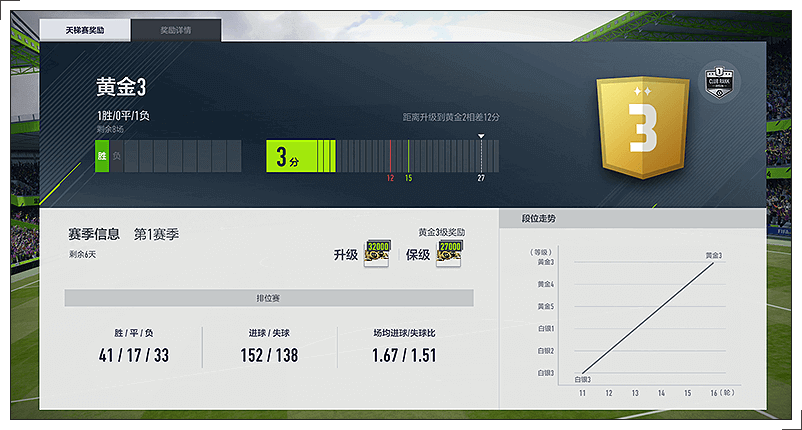 天梯赛奖励
奖励详情
黄金3
1胜/0平/1负
剩余8场
距离升级到黄金2相差12分
胜 负
3分
12
15
27
3
CLUB RANK
赛季信息 第1赛季
剩余6天
黄金3级奖励
升级 32000 保级 27000
排位赛
胜 / 平 / 负
进球 / 失球
场均进球/失球比
41 / 17 / 33
152 / 138
1.67 / 1.51
段位走势
(等级)
黄金3
黄金4
黄金5
白银1
白银2
白银3
黄金3
白银3
11 12 13 14 15 16 (轮)
FIFA